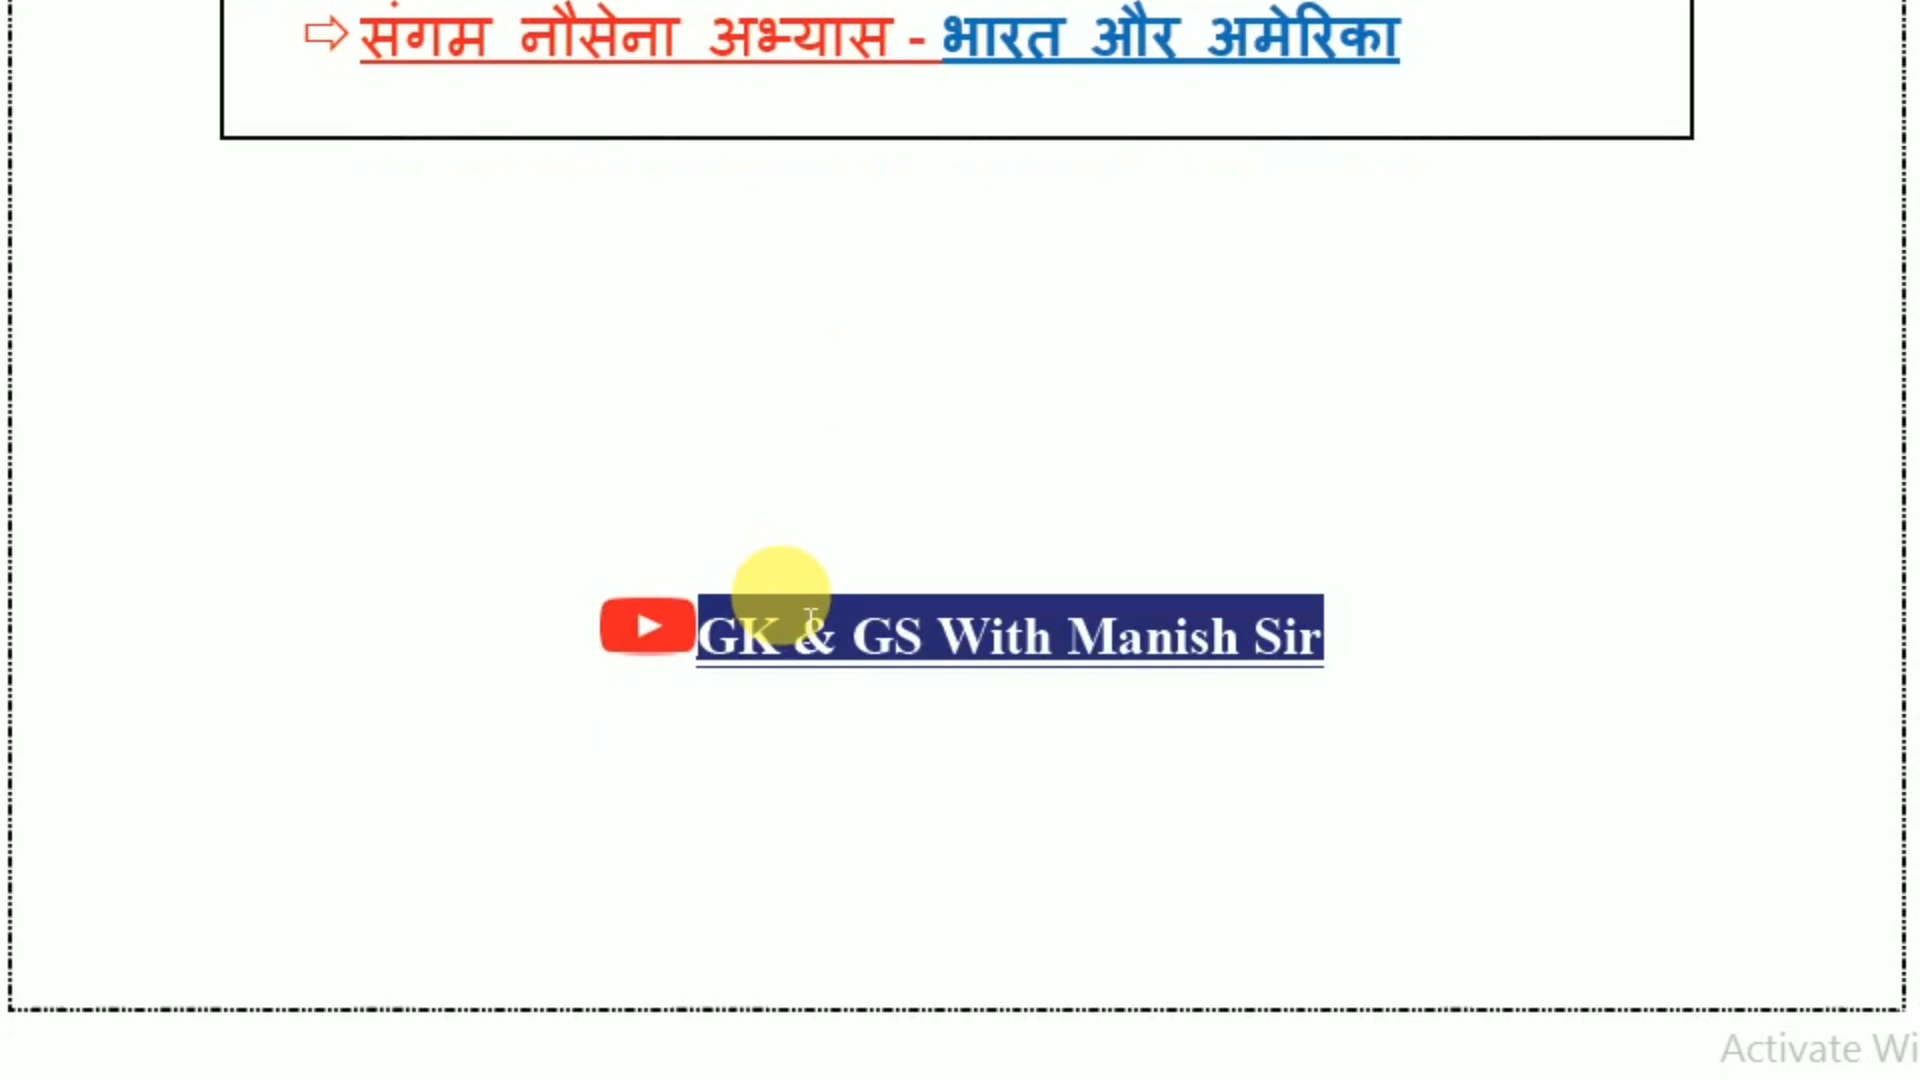 ⇨ संगम नौसेना अभ्यास - भारत और अमेरिका
GK & GS With Manish Sir
Activate Wi